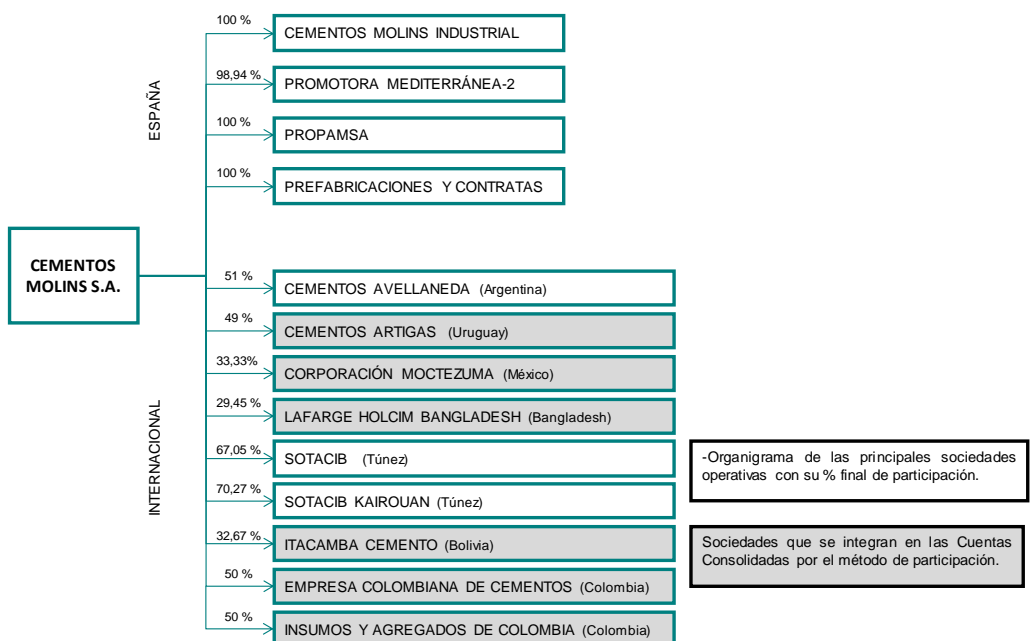 ESPAÑA
100 %
CEMENTOS MOLINS INDUSTRIAL
98,94 %
PROMOTORA MEDITERRÁNEA-2
100 %
PROPAMSA
100 %
PREFABRICACIONES Y CONTRATAS
CEMENTOS
MOLINS S.A.
INTERNACIONAL
51 %
CEMENTOS AVELLANEDA (Argentina)
49 %
CEMENTOS ARTIGAS (Uruguay)
33,33%
CORPORACIÓN MOCTEZUMA (México)
29,45 %
LAFARGE HOLCIM BANGLADESH (Bangladesh)
67,05 %
SOTACIB (Túnez)
70,27 %
SOTACIB KAIROUAN (Túnez)
32,67 %
ITACAMBA CEMENTO (Bolivia)
50 %
EMPRESA COLOMBIANA DE CEMENTOS (Colombia)
50 %
INSUMOS Y AGREGADOS DE COLOMBIA (Colombia)
-Organigrama de las principales sociedades
operativas con su % final de participación.
Sociedades que se integran en las Cuentas
Consolidadas por el método de participación.